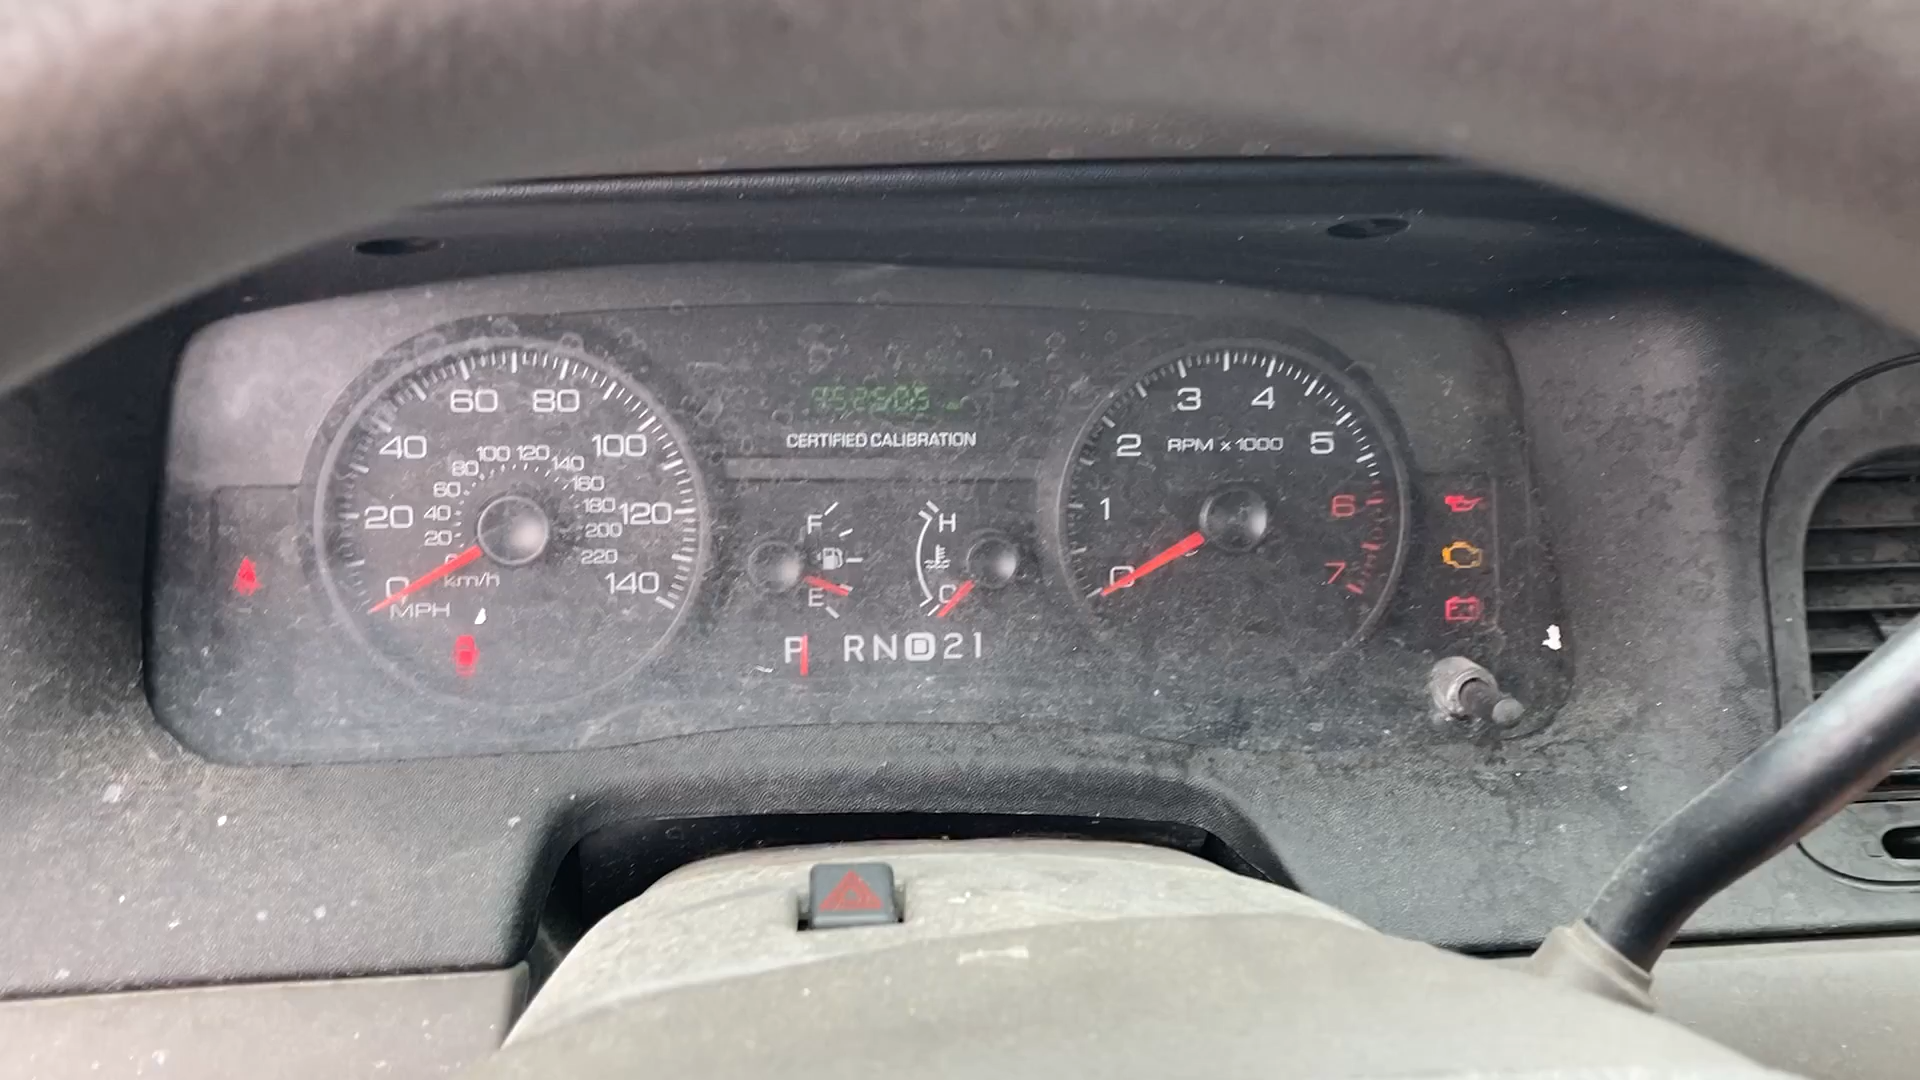 60 80
40 100
20 120
0 140
MPH
100 120
80 140
60 160
40 180
20 200
220
km/h
CERTIFIED CALIBRATION
F
E
H
C
P R N D 2 1
3 4
2 RPM x 1000 5
1 6
0 7